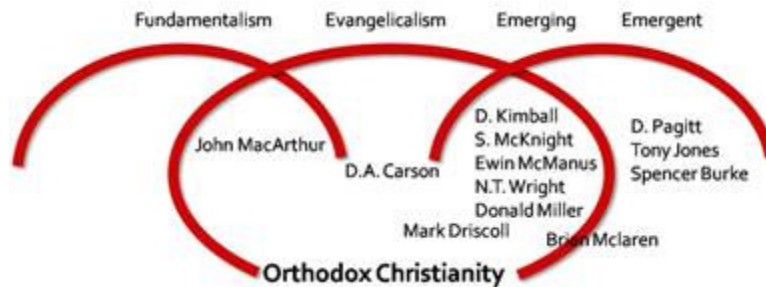 Fundamentalism Evangelicalism Emerging Emergent
John MacArthur
D.A. Carson
D. Kimball
S. McKnight
Ewin McManus
N.T. Wright
Donald Miller
Mark Driscoll
D. Pagitt
Tony Jones
Spencer Burke
Brian Mclaren
Orthodox Christianity